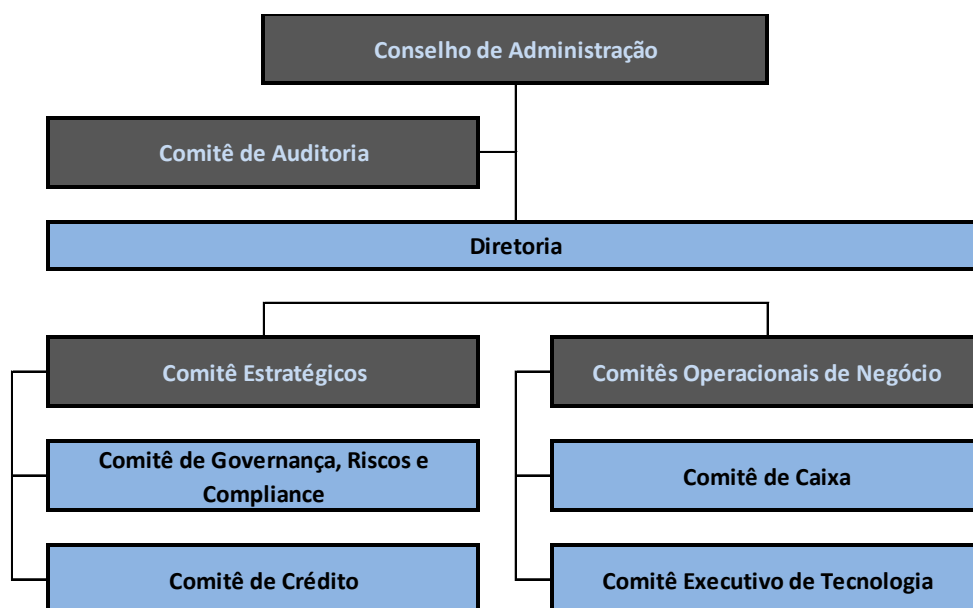 Conselho de Administração
Comitê de Auditoria
Diretoria
Comitê Estratégicos
Comitês Operacionais de Negócio
Comitê de Governança, Riscos e
Compliance
Comitê de Caixa
Comitê de Crédito
Comitê Executivo de Tecnologia